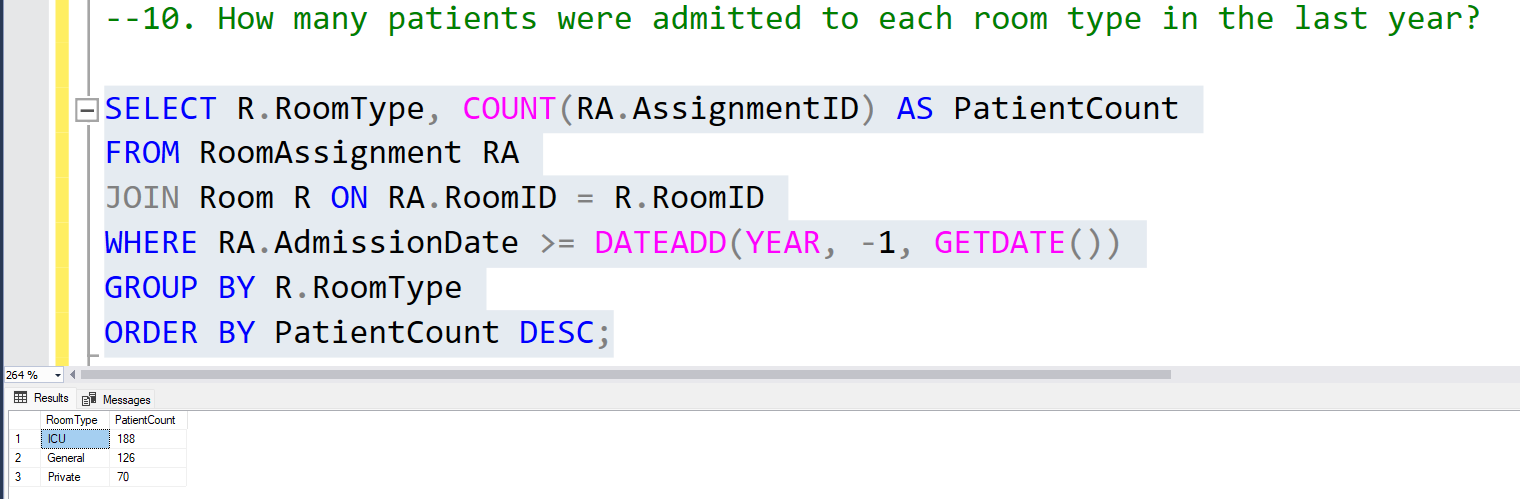 --10. How many patients were admitted to each room type in the last year?
SELECT R.RoomType, COUNT(RA.AssignmentID) AS PatientCount
FROM RoomAssignment RA
JOIN Room R ON RA.RoomID = R.RoomID
WHERE RA.AdmissionDate >= DATEADD(YEAR, -1, GETDATE())
GROUP BY R.RoomType
ORDER BY PatientCount DESC;
264 %
Results Messages
RoomType PatientCount
1 ICU 188
2 General 126
3 Private 70